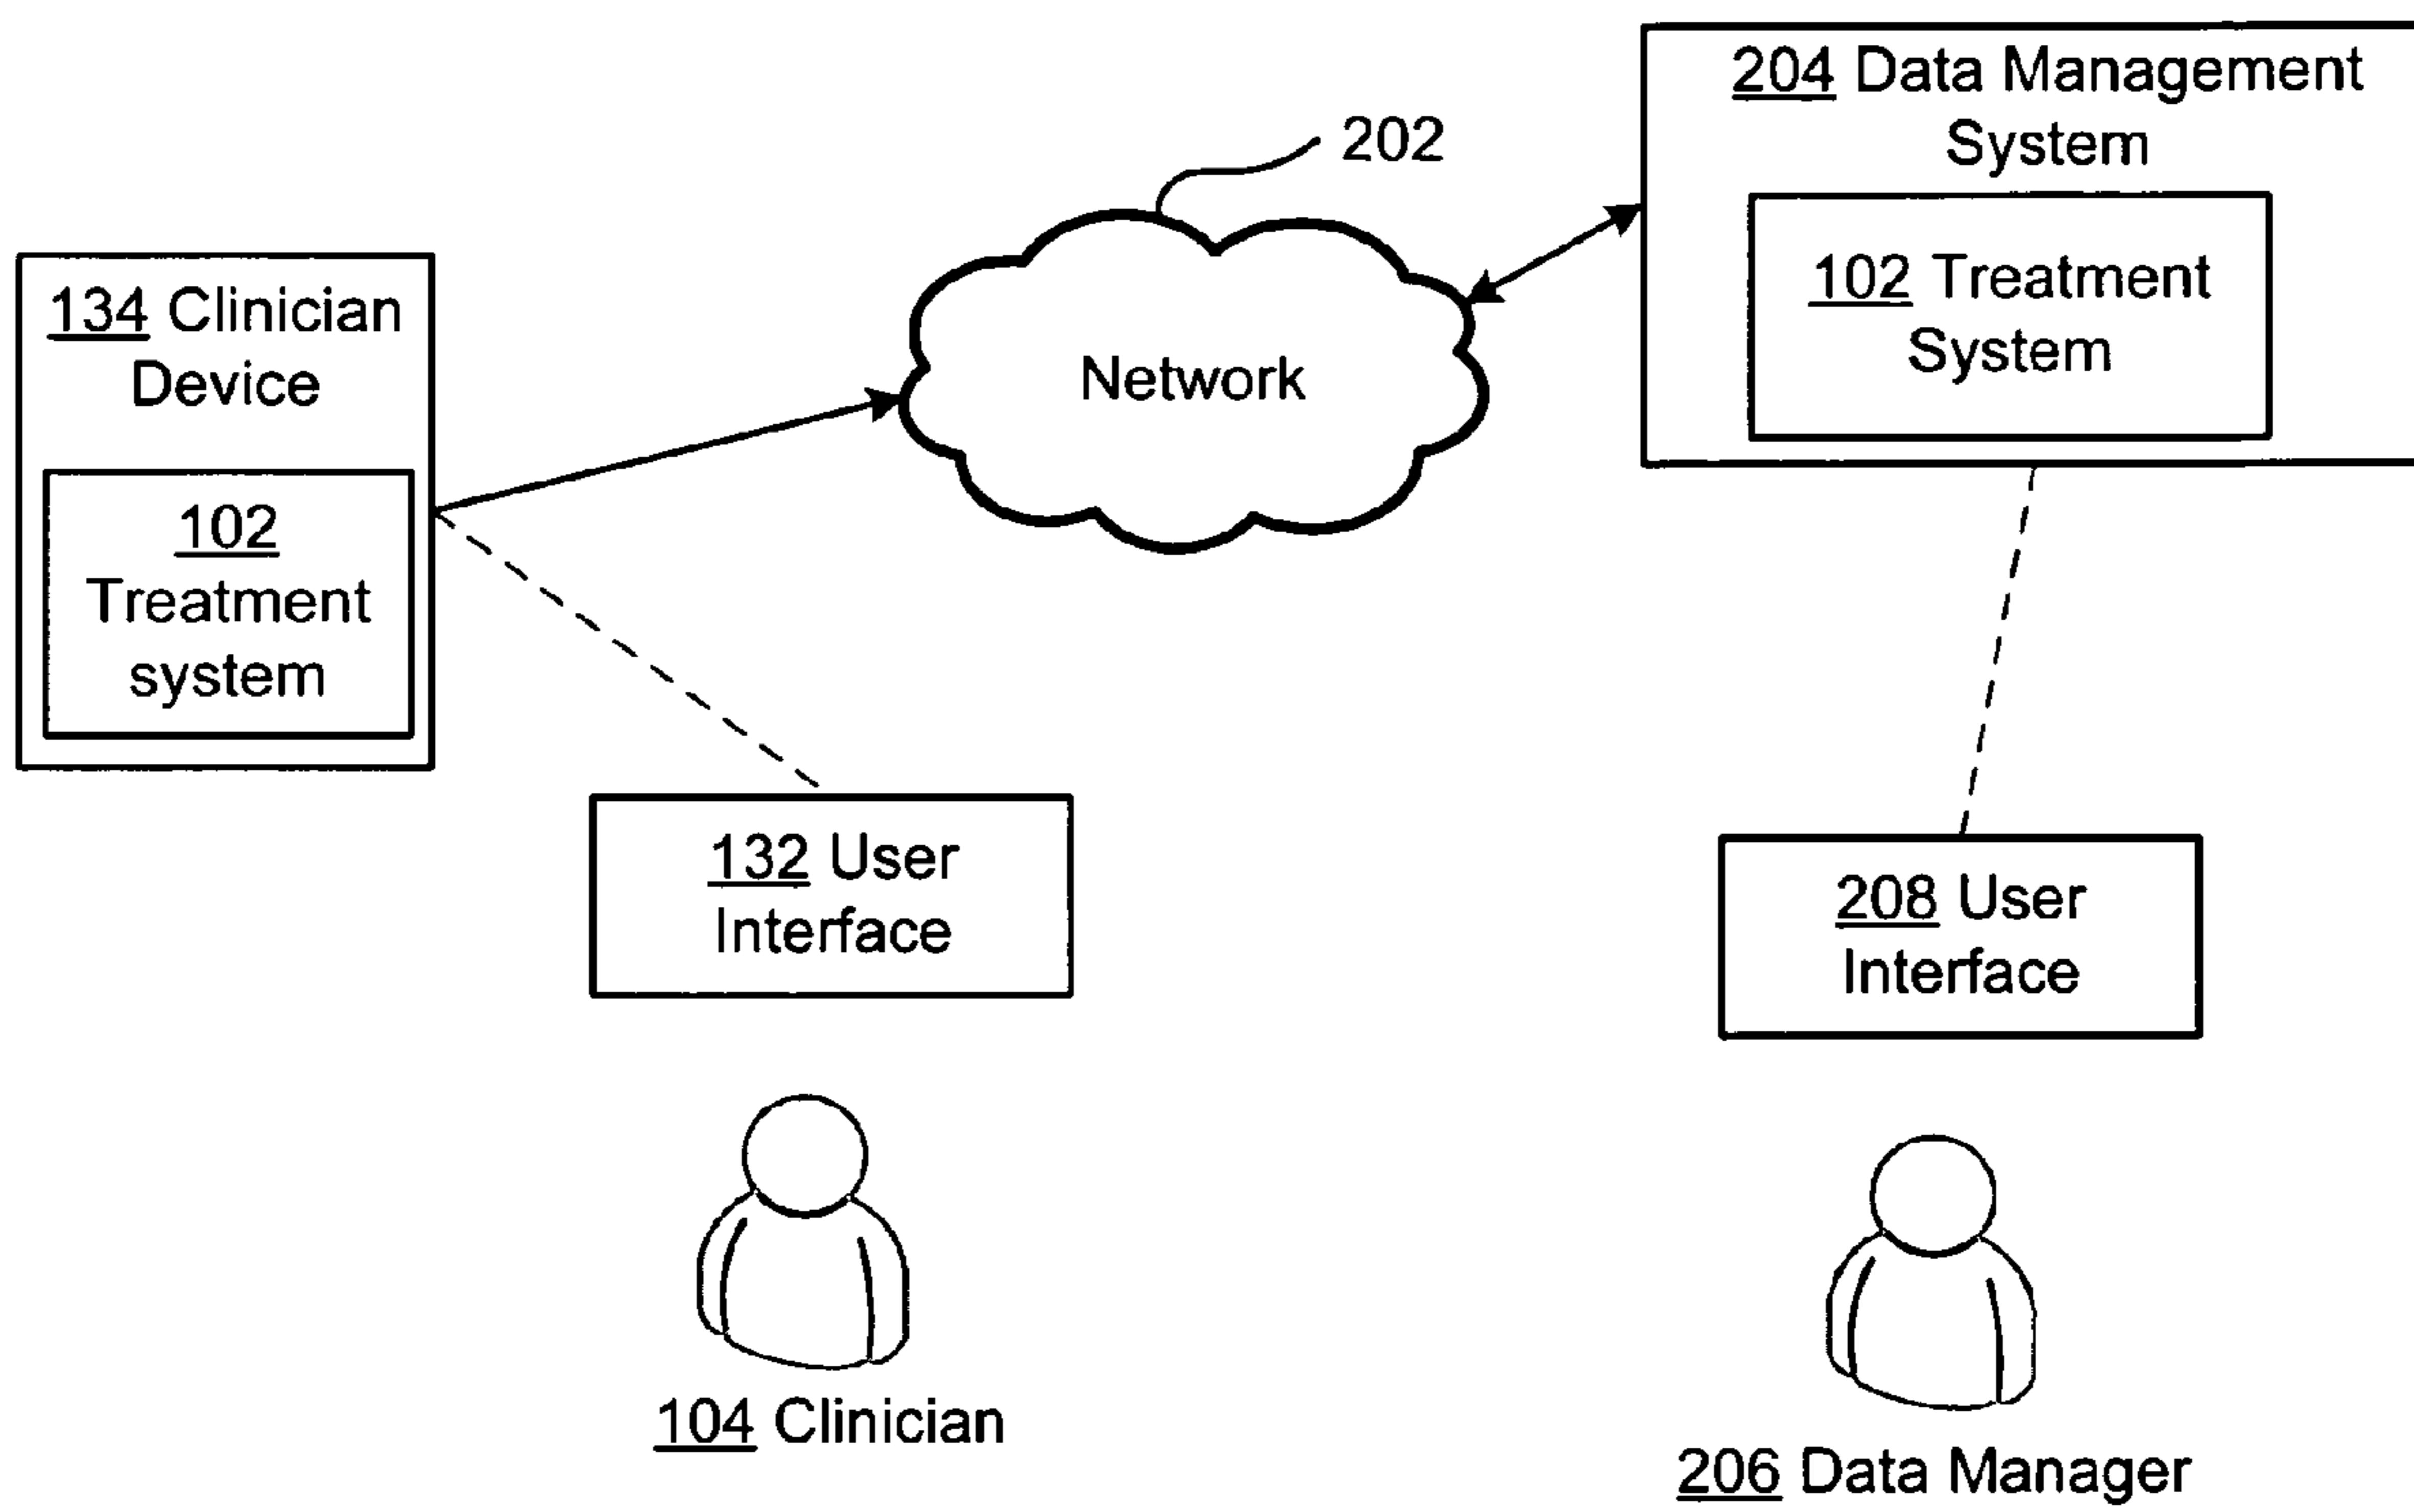 204 Data Management
System
202
102 Treatment
System
134 Clinician
Device
Network
102
Treatment
system
132 User
Interface
208 User
Interface
104 Clinician
206 Data Manager